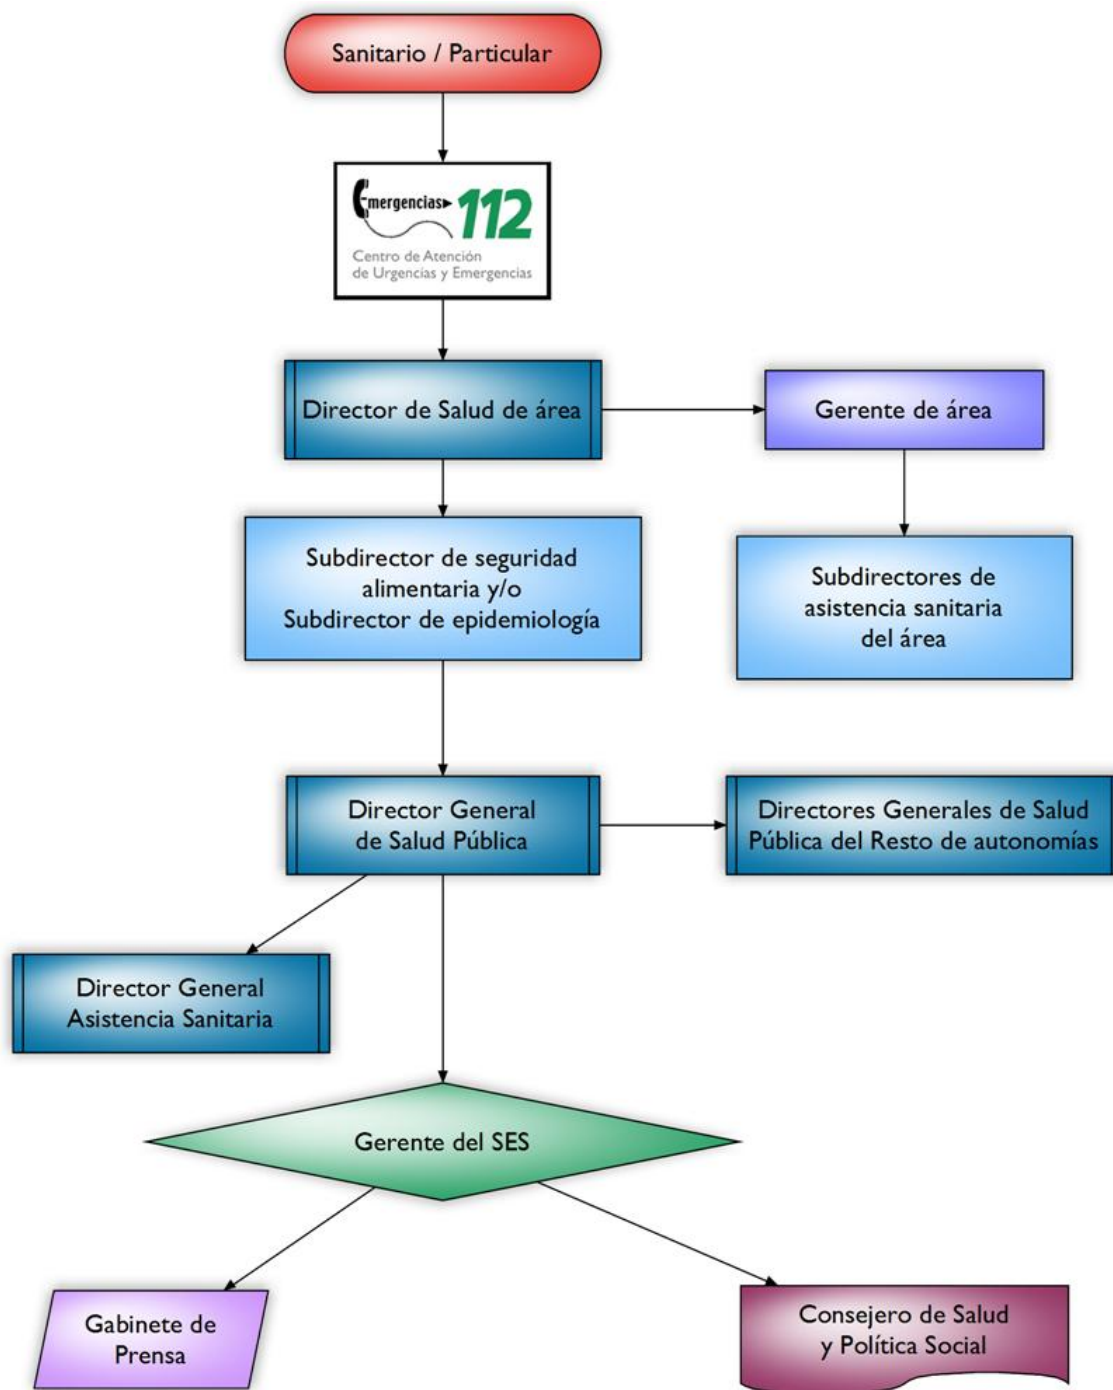 Sanitario / Particular
Emergencias 112
Centro de Atención
de Urgencias y Emergencias
Director de Salud de área
Gerente de área
Subdirector de seguridad
alimentaria y/o
Subdirector de epidemiología
Subdirectores de
asistencia sanitaria
del área
Director General
de Salud Pública
Directores Generales de Salud
Pública del Resto de autonomías
Director General
Asistencia Sanitaria
Gerente del SES
Gabinete de
Prensa
Consejero de Salud
y Política Social